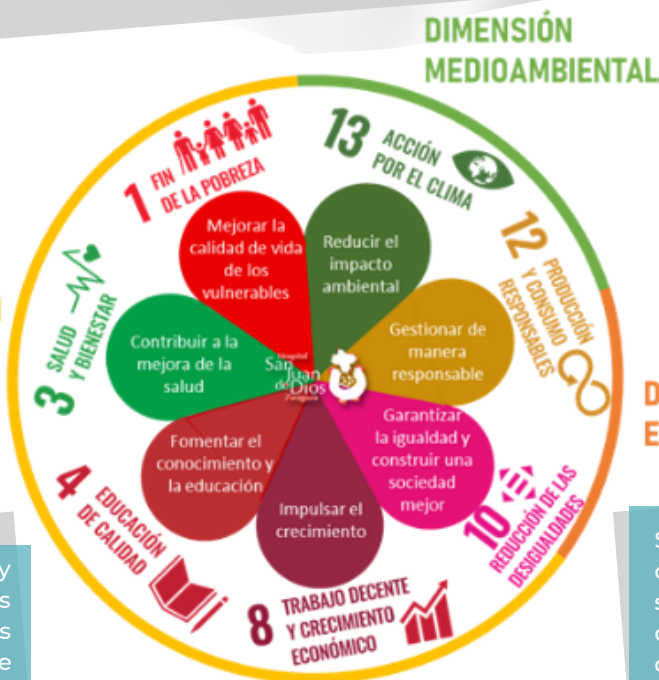 DIMENSIÓN
MEDIOAMBIENTAL
1 FIN
DE LA POBREZA
13 ACCIÓN
POR EL CLIMA
12 PRODUCCIÓN
Y CONSUMO
RESPONSABLES
10 REDUCCIÓN DE LAS
DESIGUALDADES
8 TRABAJO DECENTE
Y CRECIMIENTO
ECONÓMICO
4 EDUCACIÓN
DE CALIDAD
3 SALUD
Y BIENESTAR
Mejorar la
calidad de vida
de los
vulnerables
Reducir el
impacto
ambiental
Gestionar de
manera
responsable
Garantizar
la igualdad y
construir una
sociedad
mejor
Impulsar el
crecimiento
Fomentar el
conocimiento y
la educación
Contribuir a la
mejora de la
salud
Hospital
San
Juan
de Dios
Zaragoza
D
E
y
s
s
e